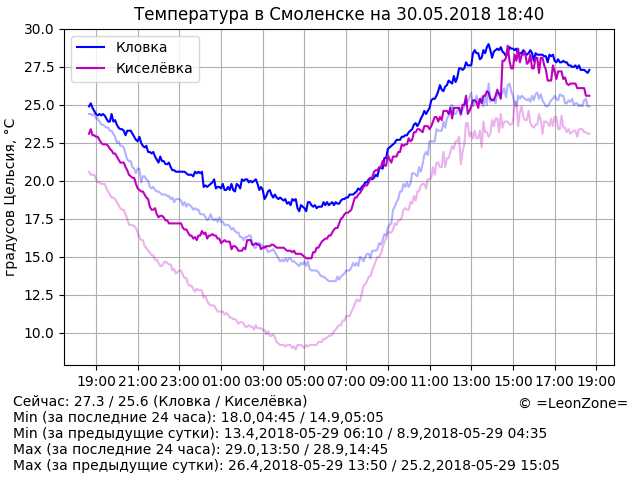 Температура в Смоленске на 30.05.2018 18:40
30.0
27.5
25.0
22.5
20.0
17.5
15.0
12.5
10.0
градусов Цельсия, °C
Кловка
Киселёвка
19:00 21:00 23:00 01:00 03:00 05:00 07:00 09:00 11:00 13:00 15:00 17:00 19:00
Сейчас: 27.3 / 25.6 (Кловка / Киселёвка)
© =LeonZone=
Min (за последние 24 часа): 18.0,04:45 / 14.9,05:05
Min (за предыдущие сутки): 13.4,2018-05-29 06:10 / 8.9,2018-05-29 04:35
Max (за последние 24 часа): 29.0,13:50 / 28.9,14:45
Max (за предыдущие сутки): 26.4,2018-05-29 13:50 / 25.2,2018-05-29 15:05